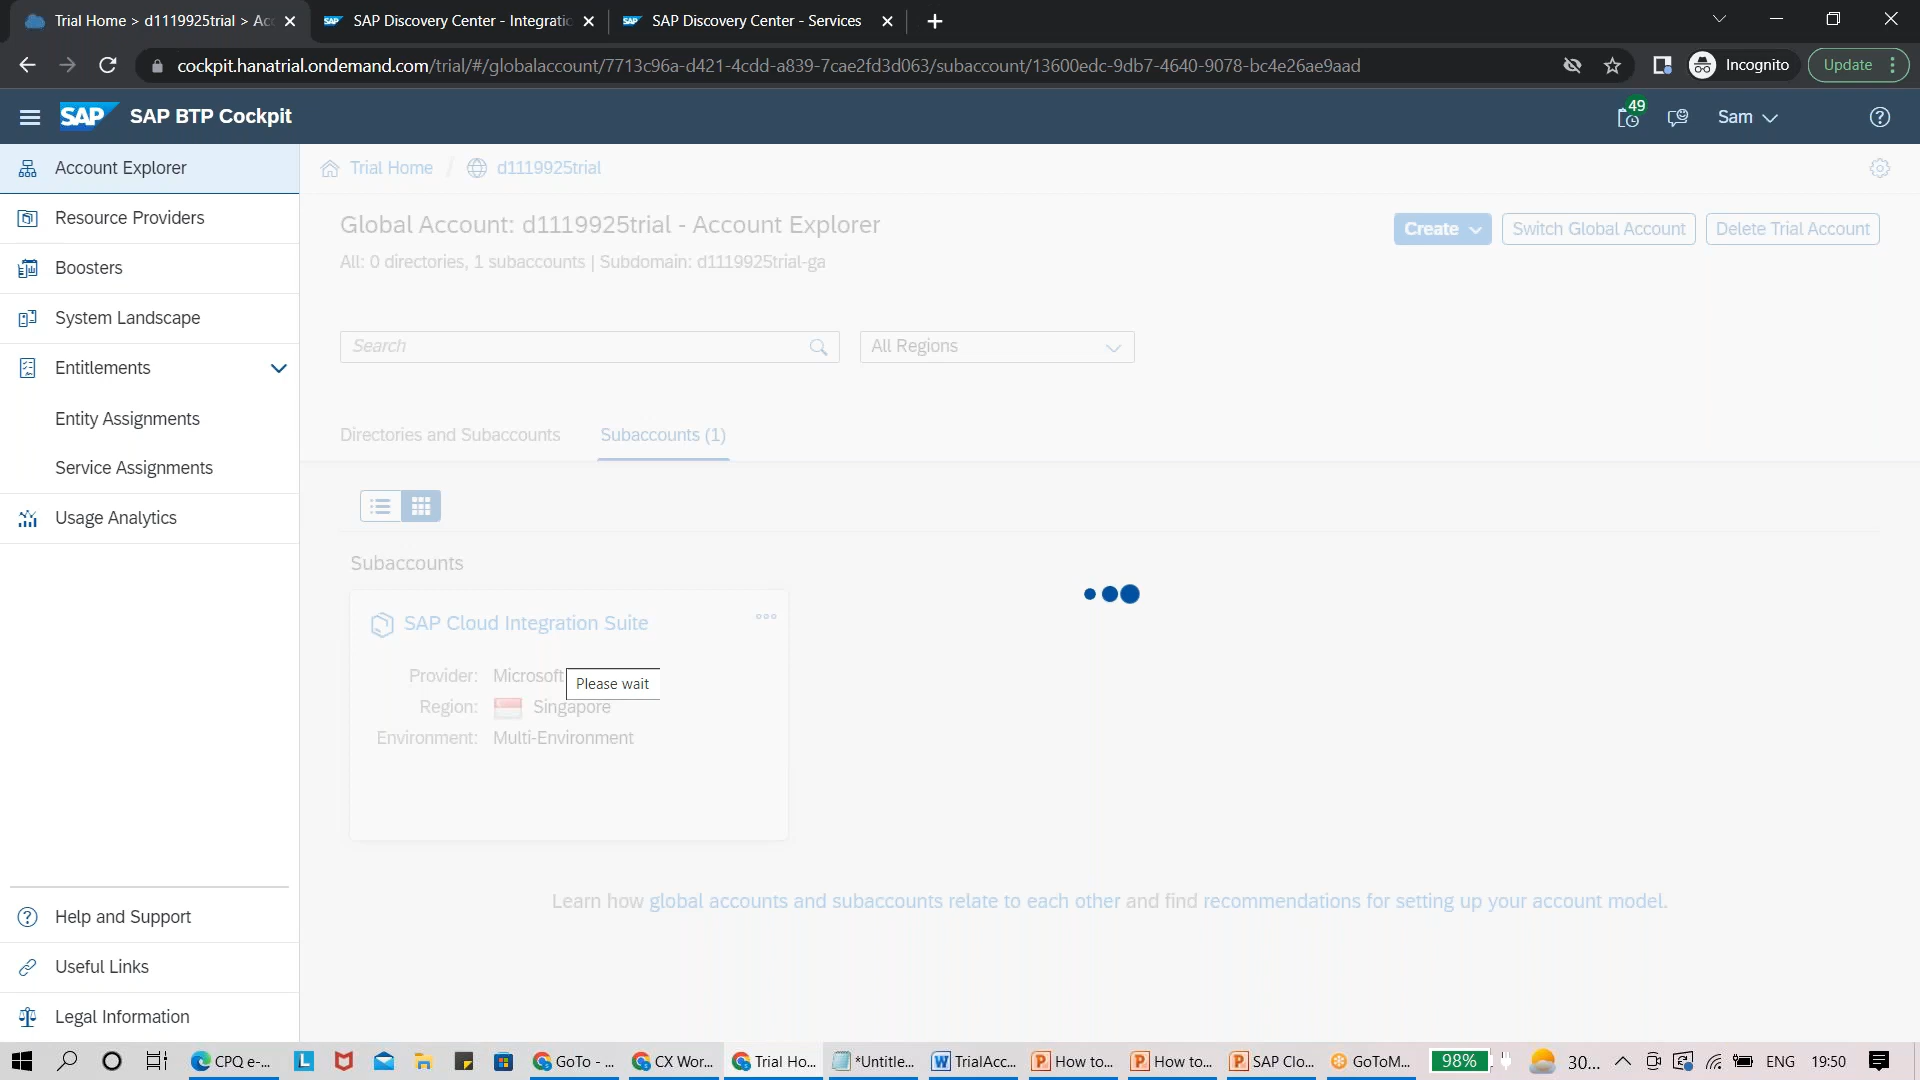 Trial Home > d1119925trial > Acc
SAP Discovery Center - Integratio
SAP Discovery Center - Services
cockpit.hanatrial.ondemand.com/trial/#/globalaccount/7713c96a-d421-4cdd-a839-7cae2fd3d063/subaccount/13600edc-9db7-4640-9078-bc4e26ae9aad
Incognito
Update
SAP
SAP BTP Cockpit
49
Sam
Account Explorer
Resource Providers
Boosters
System Landscape
Entitlements
Entity Assignments
Service Assignments
Usage Analytics
Help and Support
Useful Links
Legal Information
Trial Home / d1119925trial
Global Account: d1119925trial - Account Explorer
Create
Switch Global Account
Delete Trial Account
All: 0 directories, 1 subaccounts | Subdomain: d1119925trial-ga
Search
All Regions
Directories and Subaccounts
Subaccounts (1)
Subaccounts
SAP Cloud Integration Suite
Provider: Microsoft
Please wait
Region: Singapore
Environment: Multi-Environment
Learn how global accounts and subaccounts relate to each other and find recommendations for setting up your account model.
CPQ e-...
GoTo - ...
CX Wor...
Trial Ho...
*Untitle...
TrialAcc...
How to...
How to...
SAP Clo...
GoToM...
98%
30...
ENG
19:50